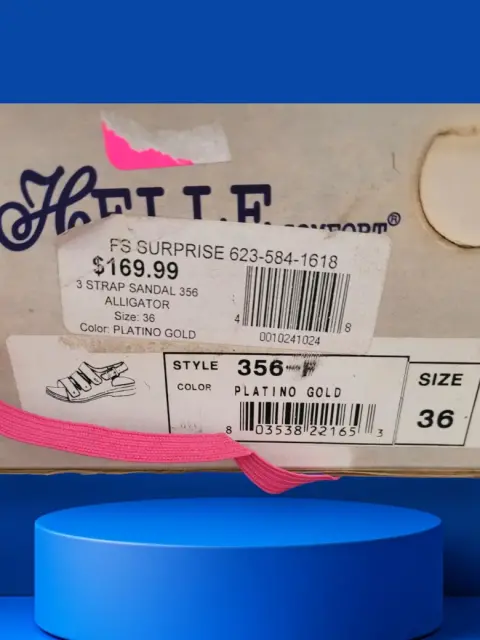 HELLE
COMFORT®
FS SURPRISE 623-584-1618
$169.99
3 STRAP SANDAL 356
ALLIGATOR
Size: 36
Color: PLATINO GOLD
4 8
0010241024
STYLE 356
COLOR PLATINO GOLD
8 03538 22165 3
SIZE
36